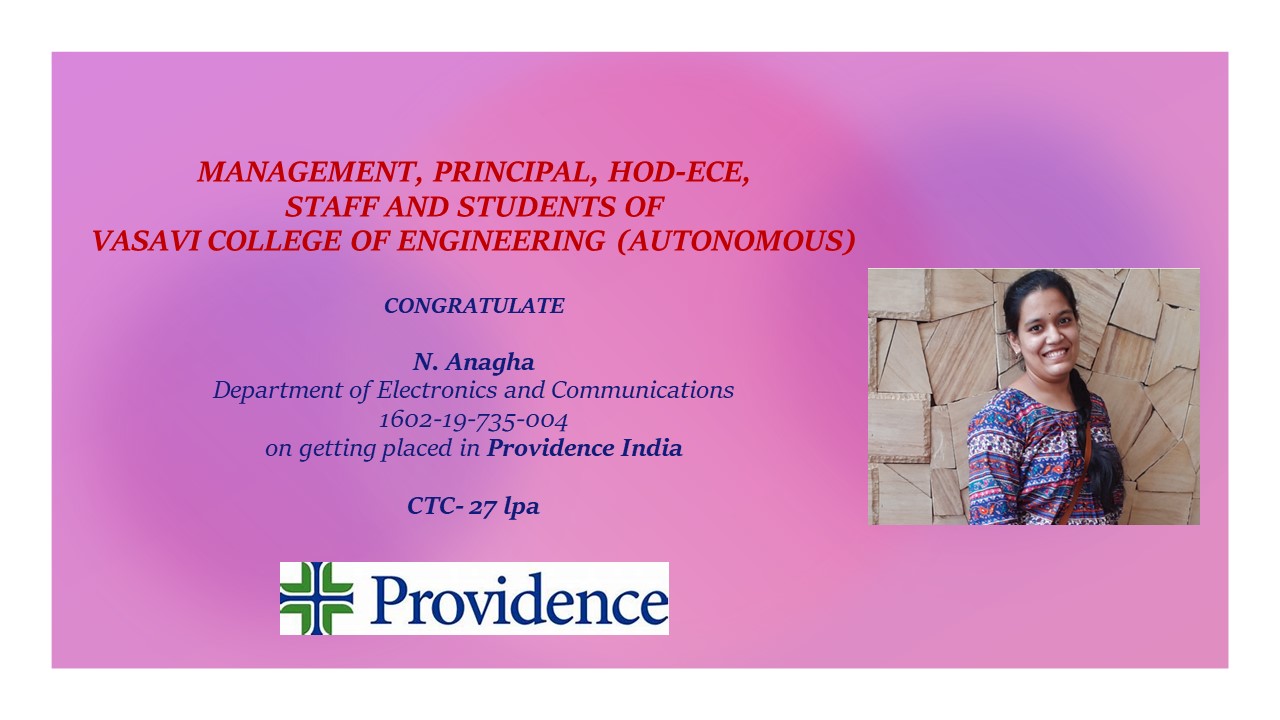 MANAGEMENT, PRINCIPAL, HOD-ECE,
STAFF AND STUDENTS OF
VASAVI COLLEGE OF ENGINEERING (AUTONOMOUS)
CONGRATULATE
N. Anagha
Department of Electronics and Communications
1602-19-735-004
on getting placed in Providence India
CTC- 27 lpa
Providence